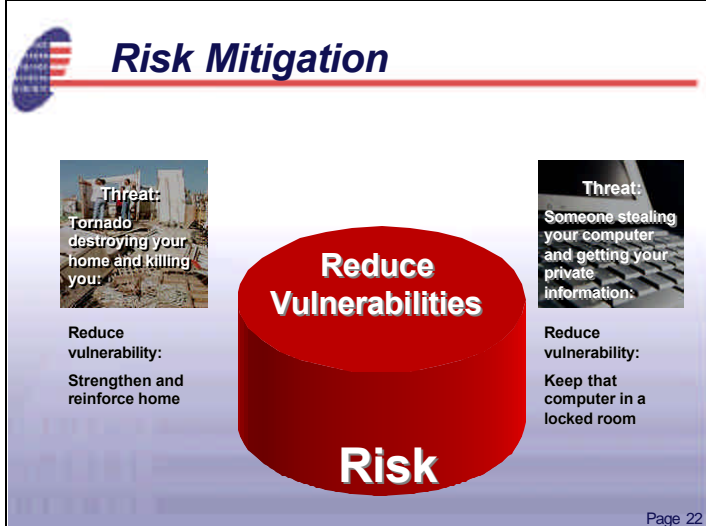 Risk Mitigation
Threat:
Tornado
destroying your
home and killing
you:
Reduce
vulnerability:
Strengthen and
reinforce home
Reduce
Vulnerabilities
Risk
Threat:
Someone stealing
your computer
and getting your
private
information:
Reduce
vulnerability:
Keep that
computer in a
locked room
Page 22